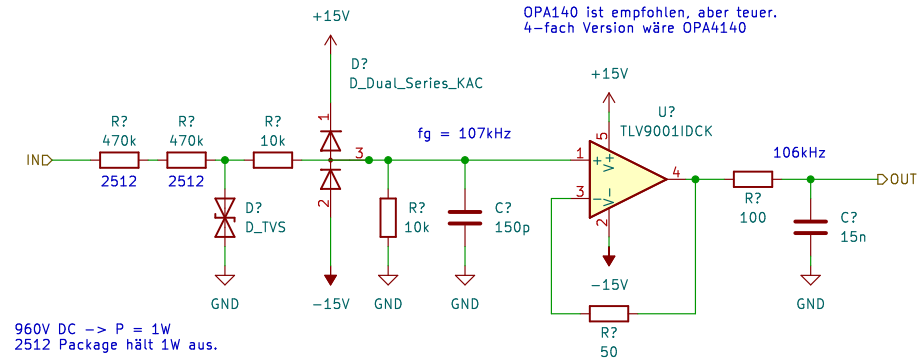 OPA140 ist empfohlen, aber teuer.
4-fach Version wäre OPA4140
+15V
D?
D_Dual_Series_KAC
+15V
U?
TLV9001IDCK
R?
470k
2512
R?
470k
2512
R?
10k
fg = 107kHz
106kHz
IN
1
3
2
1
3
5
2
4
+
-
V+
V-
OUT
D?
D_TVS
R?
10k
C?
150p
R?
100
C?
15n
GND
-15V
GND
GND
-15V
GND
R?
50
960V DC -> P = 1W
2512 Package hält 1W aus.